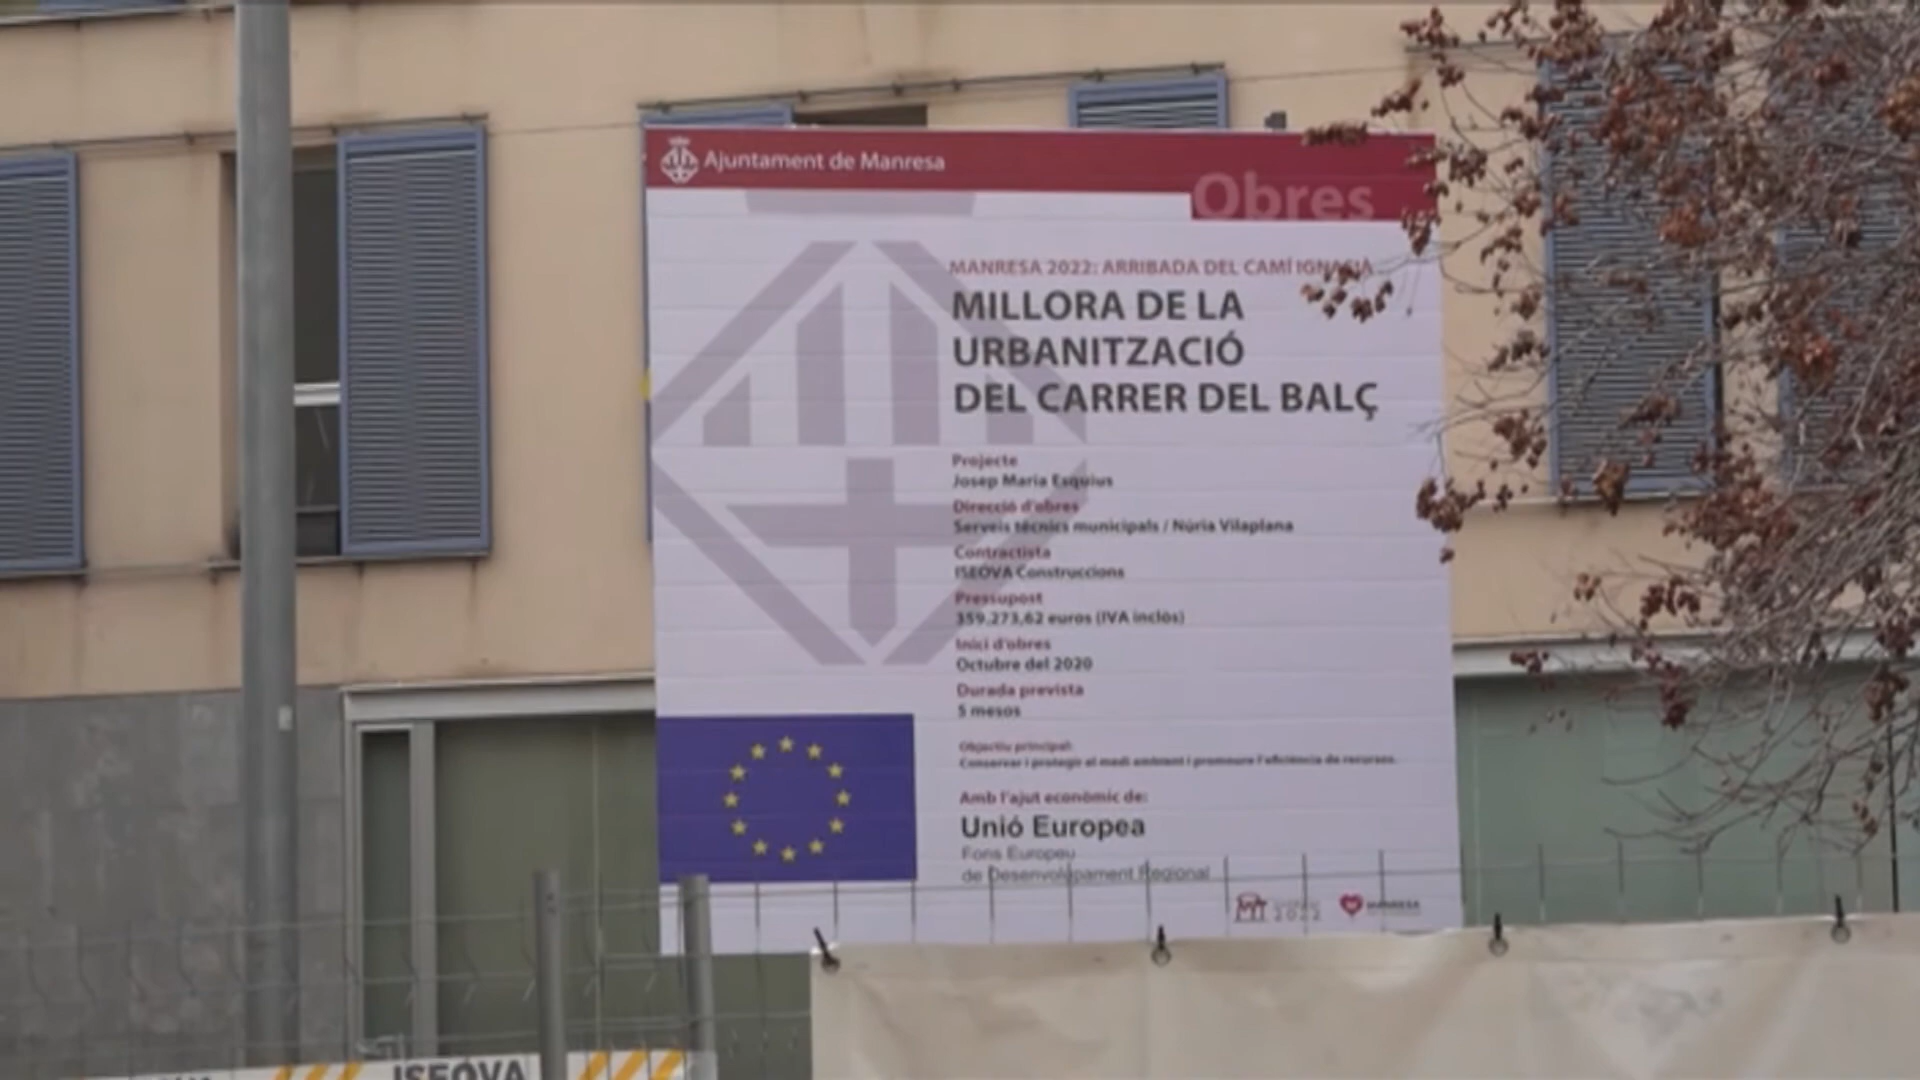 Ajuntament de Manresa
Obres
MANRESA 2022: ARRIBADA DEL CAMÍ IGNASIÀ
MILLORA DE LA
URBANITZACIÓ
DEL CARRER DEL BALÇ
Projecte
Josep Maria Esquius
Direcció d'obres
Serveis tècnics municipals / Núria Vilaplana
Contractista
ISEOVA Construccions
Pressupost
359.273,62 euros (IVA inclòs)
Inici d'obres
Octubre del 2020
Durada prevista
5 mesos
Objectiu principal:
Conservar i protegir el medi ambient i promoure l'eficiència de recursos.
Amb l'ajut econòmic de:
Unió Europea
Fons Europeu
de Desenvolupament Regional
2022
MANRESA
ISEOVA